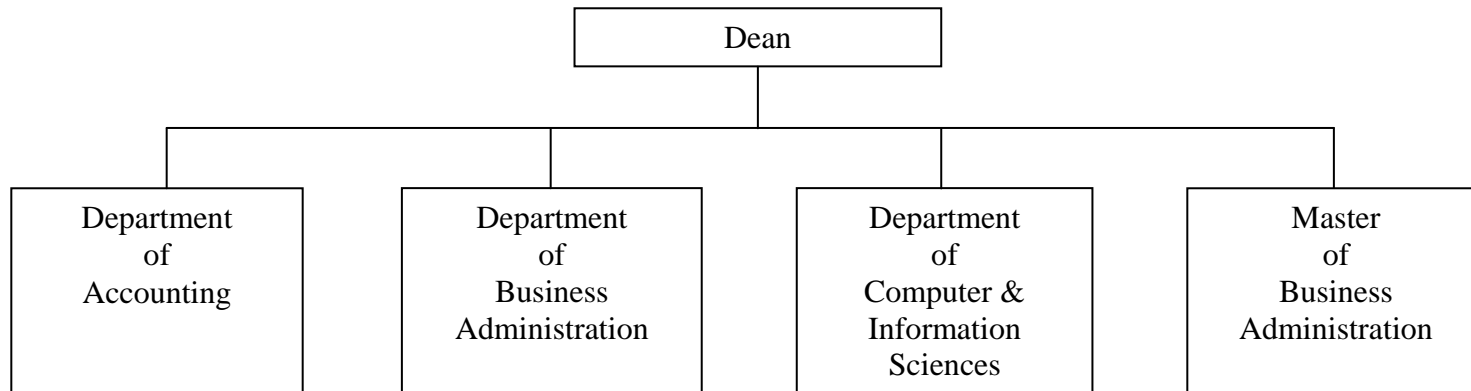 Dean
Department
of
Accounting
Department
of
Business
Administration
Department
of
Computer &
Information
Sciences
Master
of
Business
Administration